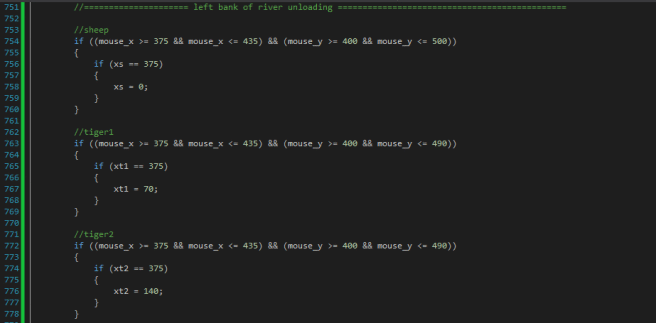 751 //===================== left bank of river unloading ==============================================
752
753 //sheep
754 if ((mouse_x >= 375 && mouse_x <= 435) && (mouse_y >= 400 && mouse_y <= 500))
755 {
756 if (xs == 375)
757 {
758 xs = 0;
759 }
760 }
761
762 //tiger1
763 if ((mouse_x >= 375 && mouse_x <= 435) && (mouse_y >= 400 && mouse_y <= 490))
764 {
765 if (xt1 == 375)
766 {
767 xt1 = 70;
768 }
769 }
770
771 //tiger2
772 if ((mouse_x >= 375 && mouse_x <= 435) && (mouse_y >= 400 && mouse_y <= 490))
773 {
774 if (xt2 == 375)
775 {
776 xt2 = 140;
777 }
778 }